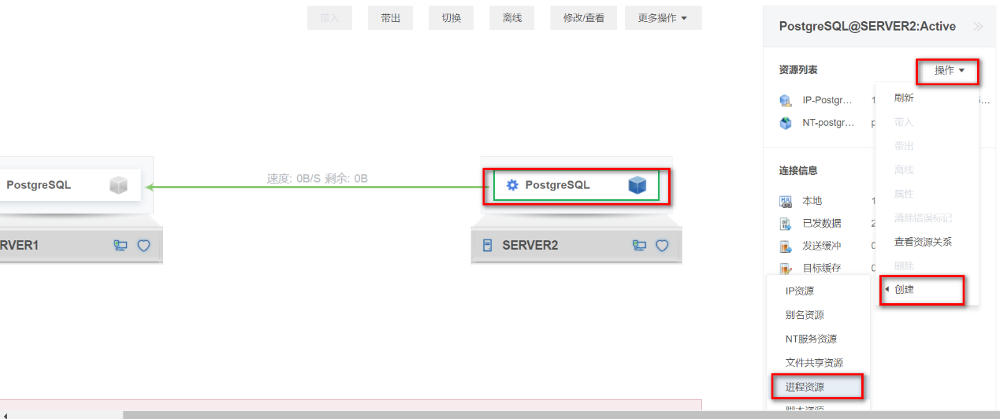 带入 带出 切换 离线 修改/查看 更多操作
PostgreSQL@SERVER2:Active
资源列表 操作
IP-Postgr... 1
NT-postgr... p
刷新
带入
带出
离线
属性
清除错误标记
查看资源关系
删除
创建
PostgreSQL
速度: 0B/S 剩余: 0B
PostgreSQL
RVER1
SERVER2
连接信息
本地 1
已发数据 2
发送缓冲 0
目标缓存 0
IP资源
别名资源
NT服务资源
文件共享资源
进程资源
脚本资源